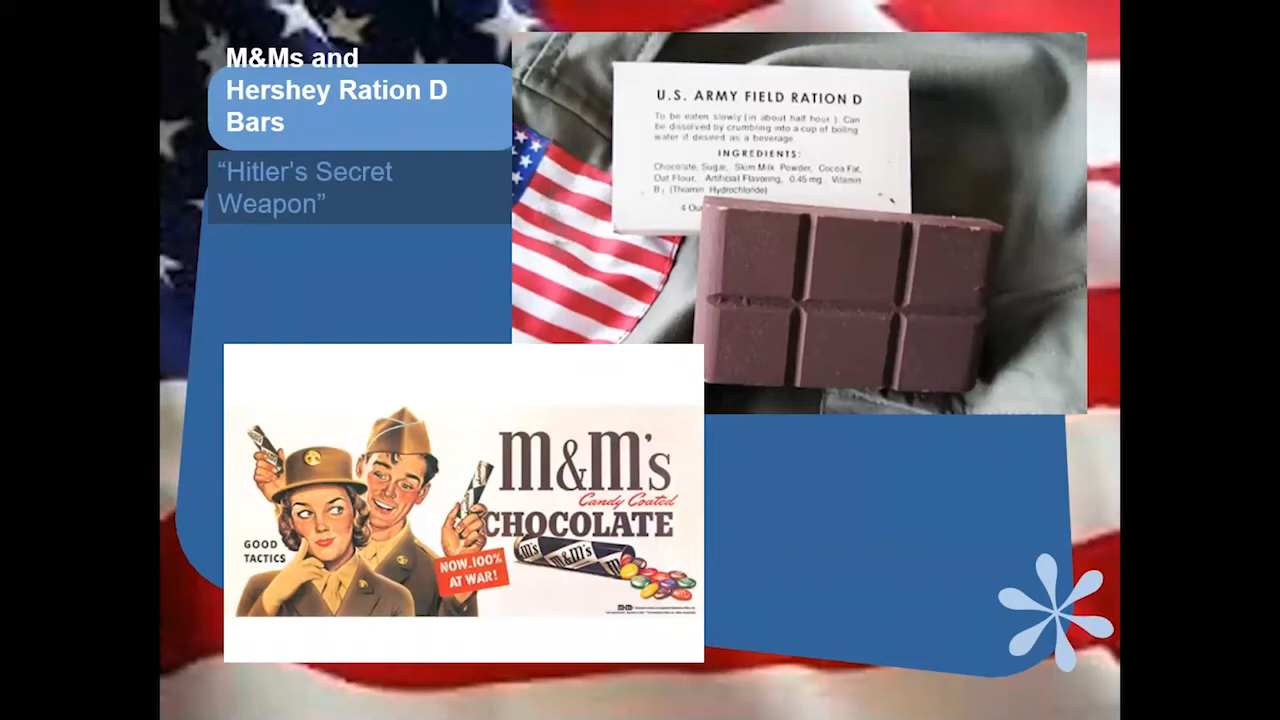 M&Ms and
Hershey Ration D
Bars
“Hitler's Secret
Weapon”
U.S. ARMY FIELD RATION D
To be eaten slowly (in about half hour). Can
be dissolved by crumbling into a cup of boiling
water if desired as a beverage.
INGREDIENTS:
Chocolate, Sugar, Skim Milk Powder, Cocoa Fat,
Oat Flour, Artificial Flavoring, 0.45 mg Vitamin
B₁ (Thiamin Hydrochloride)
4 Ou
m&m's
Candy Coated
CHOCOLATE
GOOD
TACTICS
NOW.100%
AT WAR!
m's m&m's